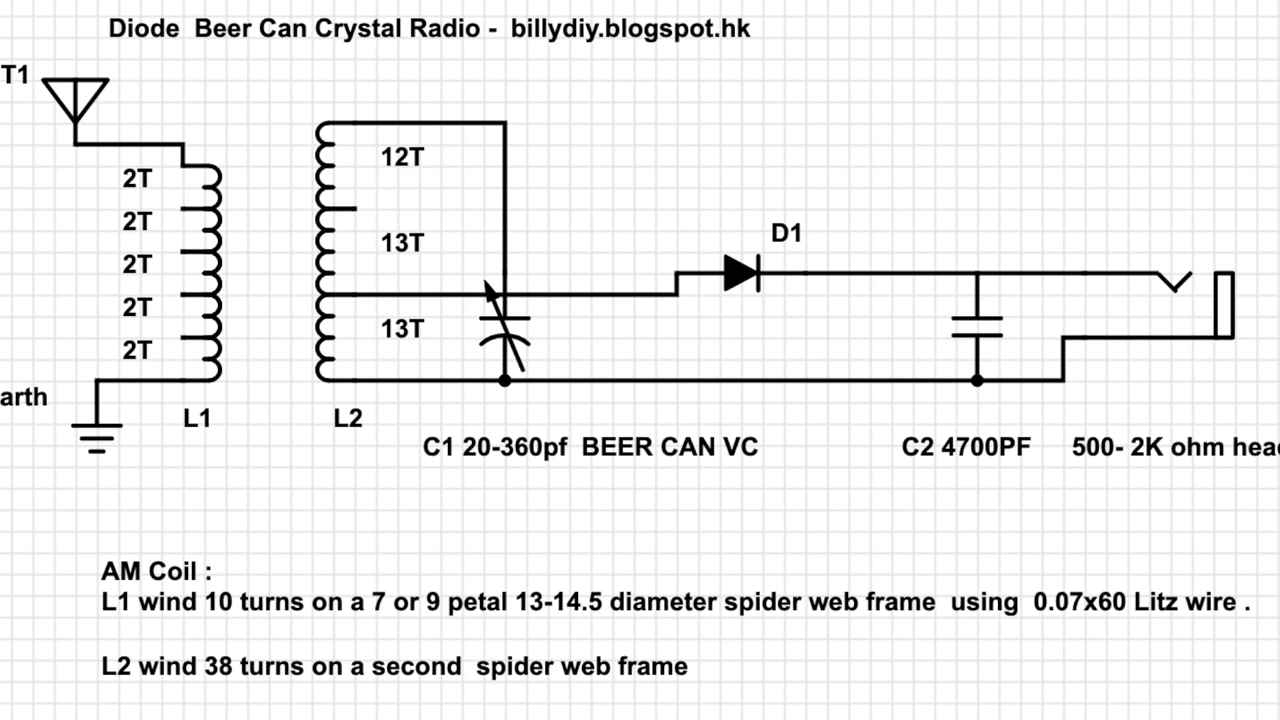 Diode Beer Can Crystal Radio - billydiy.blogspot.hk
T1
2T
2T
2T
2T
2T
12T
13T
13T
D1
arth
L1
L2
C1 20-360pf BEER CAN VC
C2 4700PF
500- 2K ohm hea
AM Coil :
L1 wind 10 turns on a 7 or 9 petal 13-14.5 diameter spider web frame using 0.07x60 Litz wire .
L2 wind 38 turns on a second spider web frame